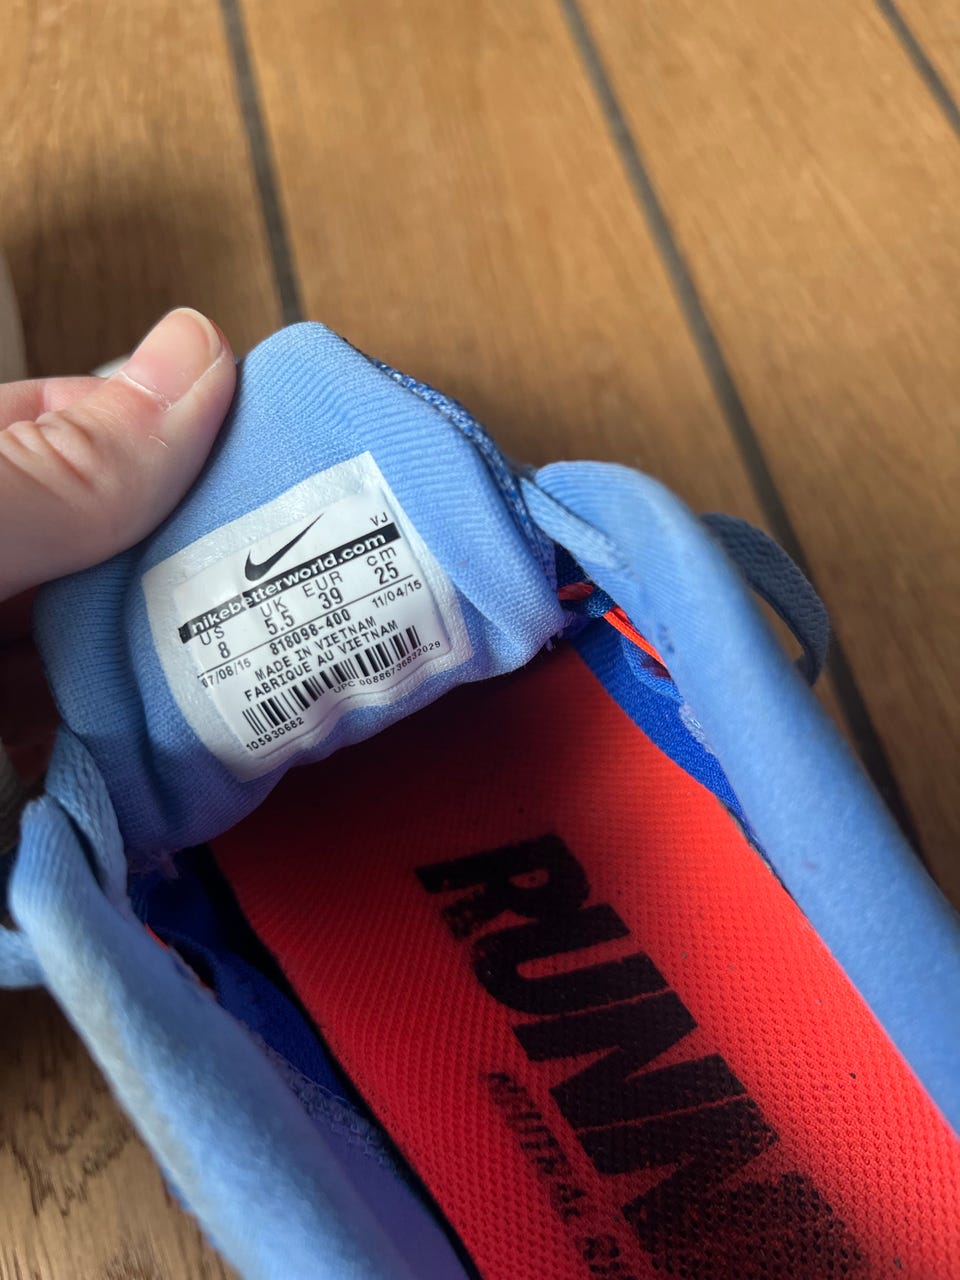 VJ
nikebetterworld.com
US UK EUR cm
8 5.5 39 25
07/08/15 818098-400 11/04/15
MADE IN VIETNAM
FABRIQUE AU VIETNAM
UPC 00886736832029
105930682
RUNN